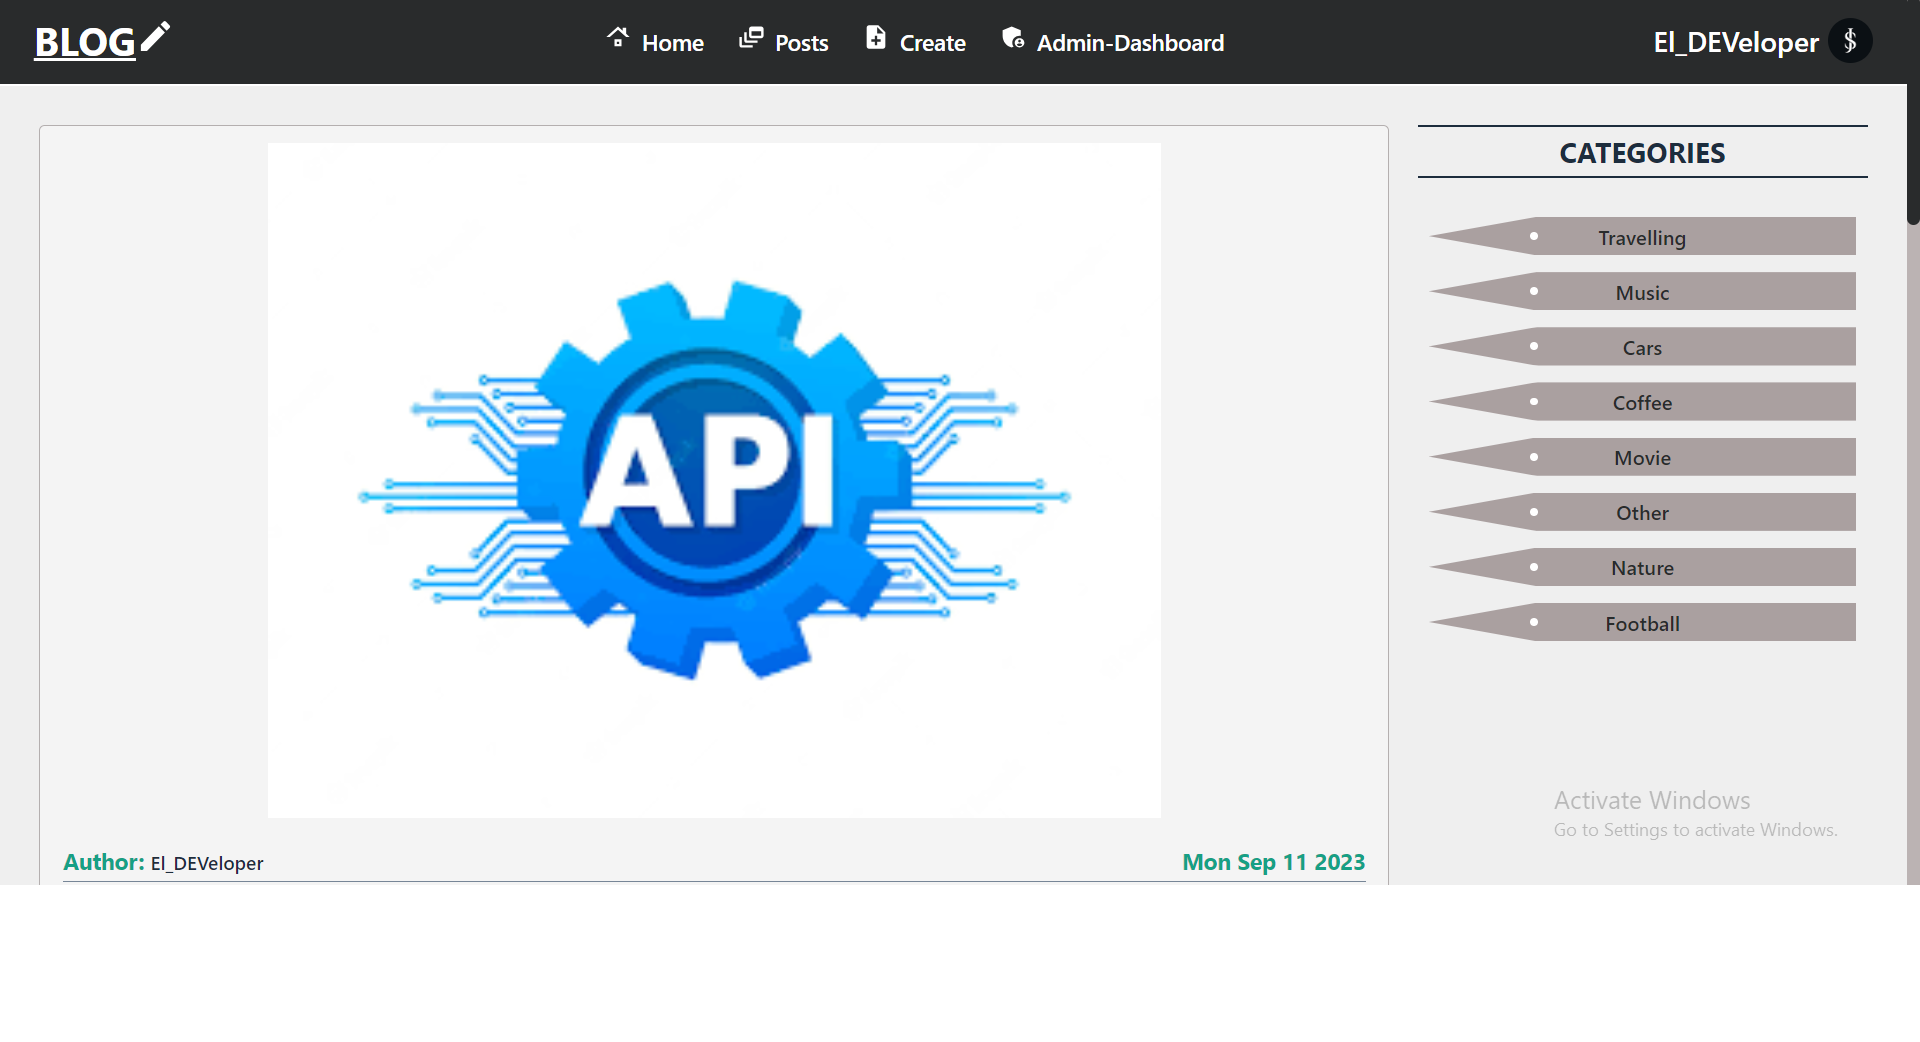 BLOG
Home Posts Create Admin-Dashboard
El_DEVeloper
API
Author: El_DEVeloper
Mon Sep 11 2023
CATEGORIES
Travelling
Music
Cars
Coffee
Movie
Other
Nature
Football
Activate Windows
Go to Settings to activate Windows.